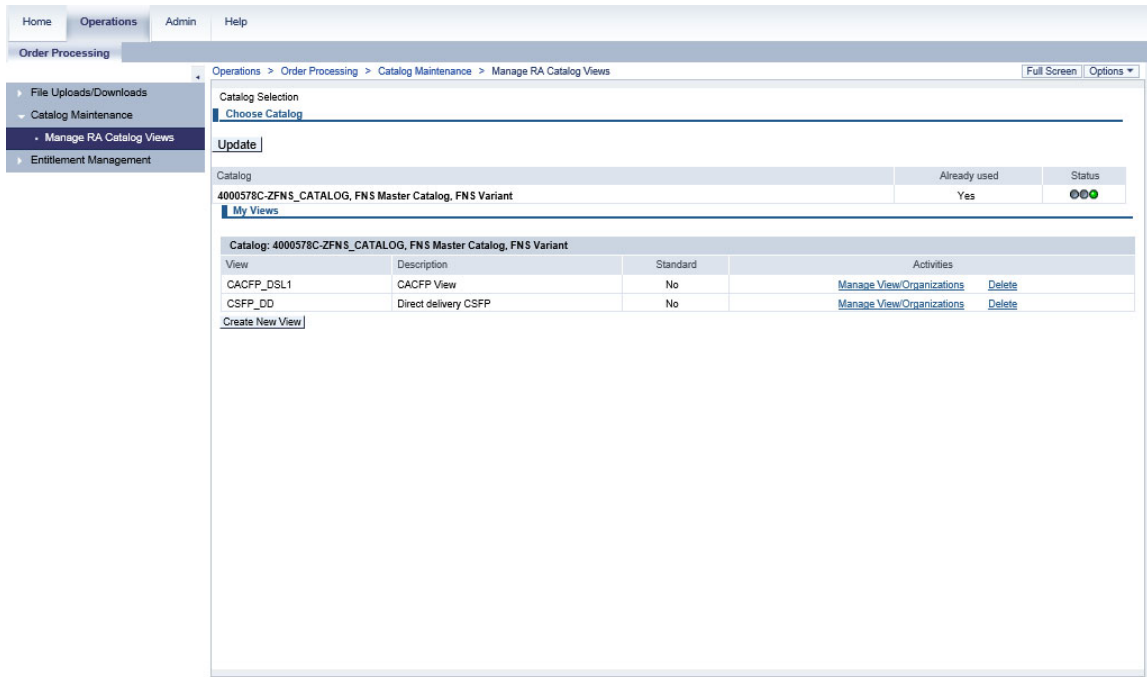 Home Operations Admin Help
Order Processing
Operations > Order Processing > Catalog Maintenance > Manage RA Catalog Views Full Screen Options
File Uploads/Downloads
Catalog Maintenance
Manage RA Catalog Views
Entitlement Management
Catalog Selection
Choose Catalog
Update
Catalog Already used Status
4000578C-ZFNS_CATALOG, FNS Master Catalog, FNS Variant Yes
My Views
Catalog: 4000578C-ZFNS_CATALOG, FNS Master Catalog, FNS Variant
View Description Standard Activities
CACFP_DSL1 CACFP View No Manage View/Organizations Delete
CSFP_DD Direct delivery CSFP No Manage View/Organizations Delete
Create New View